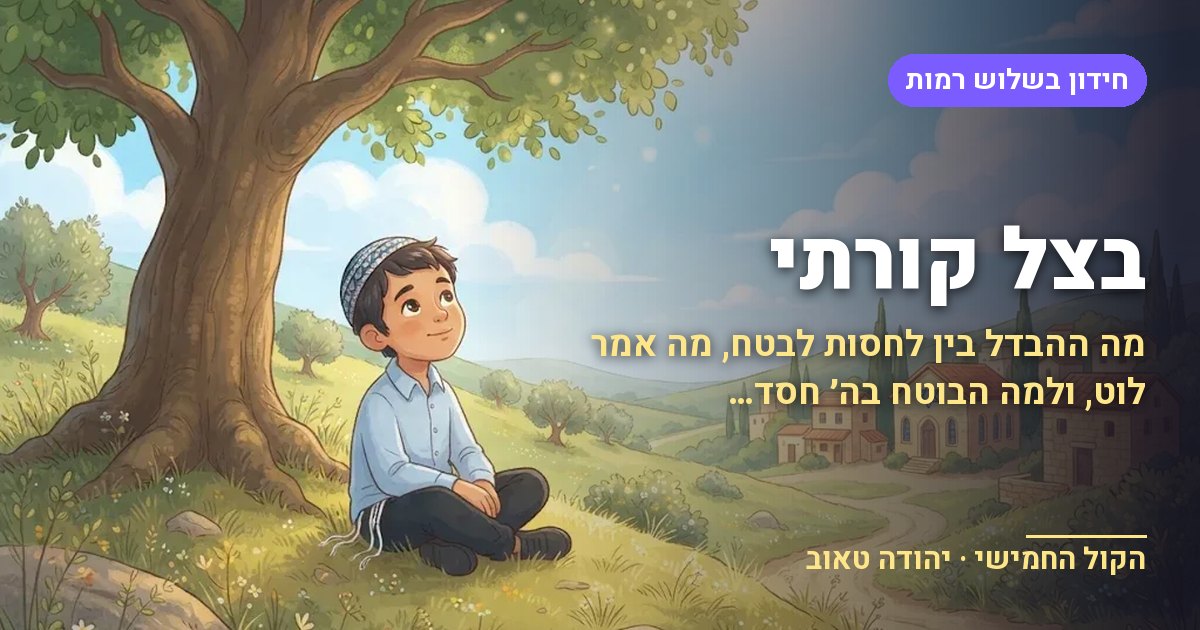 חידון בשלוש רמות
בצל קורתי
מה ההבדל בין לחסות לבטח, מה אמר
לוט, ולמה הבוטח בה׳ חסד...
הקול החמישי · יהודה טאוב